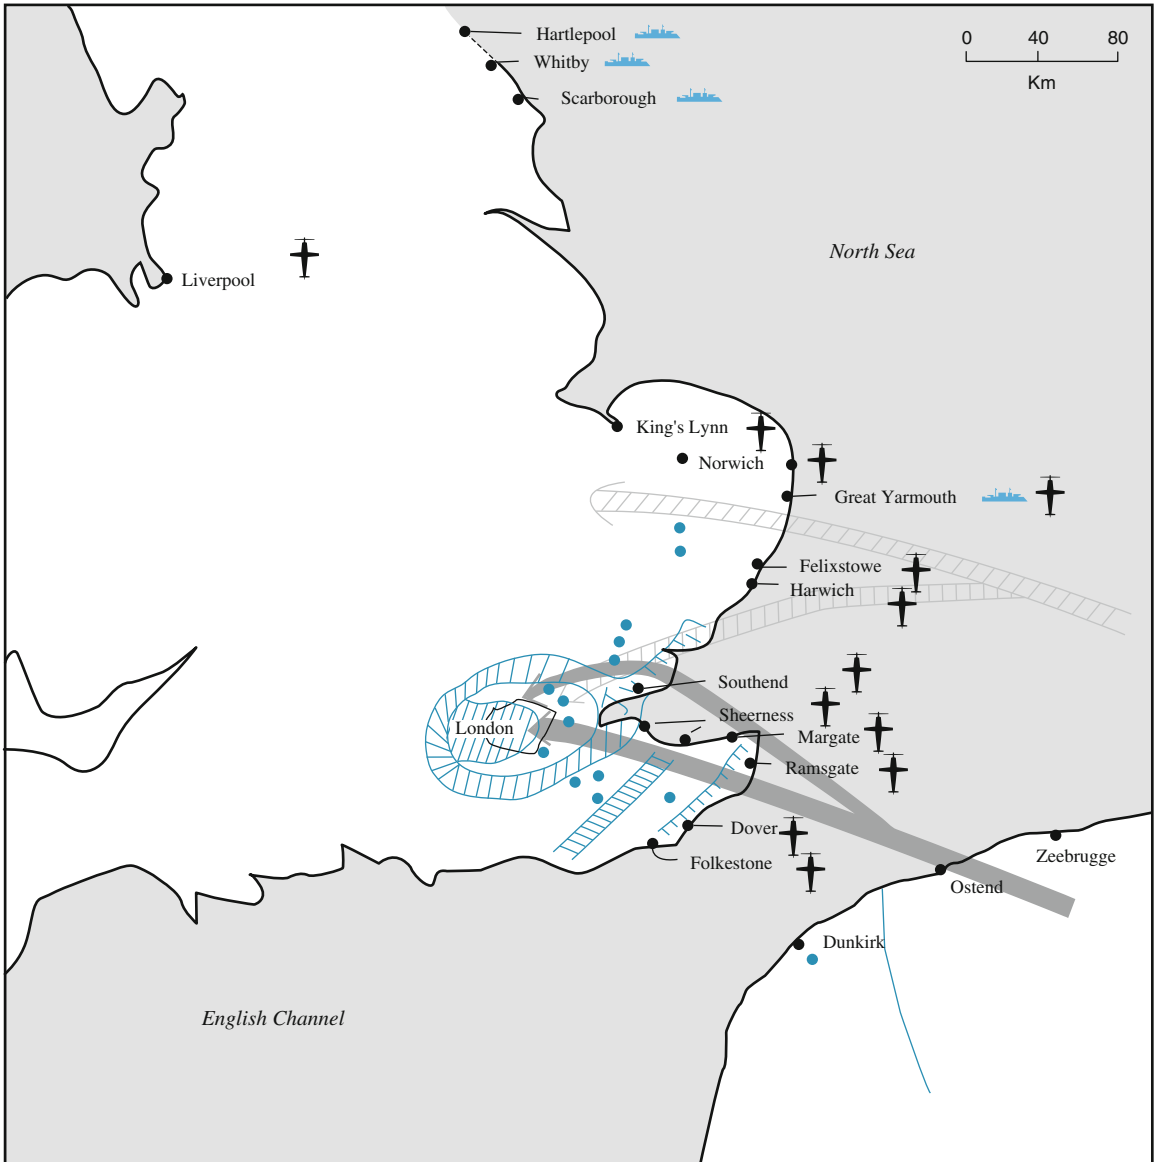 Hartlepool
0 40 80
Whitby
Km
Scarborough
North Sea
Liverpool
King's Lynn
Norwich
Great Yarmouth
Felixstowe
Harwich
Southend
Sheerness
London
Margate
Ramsgate
Dover
Zeebrugge
Folkestone
Ostend
Dunkirk
English Channel